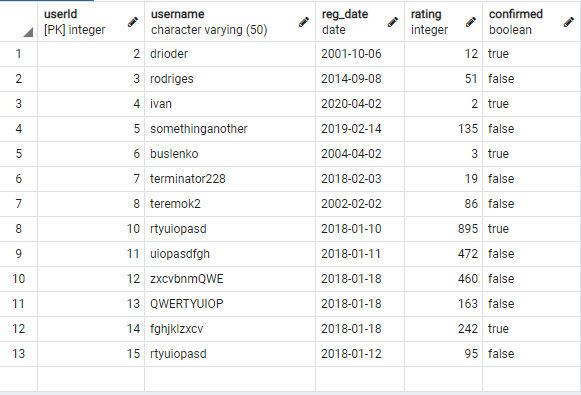 userId username reg_date rating confirmed
[PK] integer character varying (50) date integer boolean
1 2 drioder 2001-10-06 12 true
2 3 rodriges 2014-09-08 51 false
3 4 ivan 2020-04-02 2 true
4 5 somethinganother 2019-02-14 135 false
5 6 buslenko 2004-04-02 3 true
6 7 terminator228 2018-02-03 19 false
7 8 teremok2 2002-02-02 86 false
8 10 rtyuiopasd 2018-01-10 895 true
9 11 uiopasdfgh 2018-01-11 472 false
10 12 zxcvbnmQWE 2018-01-18 460 false
11 13 QWERTYUIOP 2018-01-18 163 false
12 14 fghjklzxcv 2018-01-18 242 true
13 15 rtyuiopasd 2018-01-12 95 false